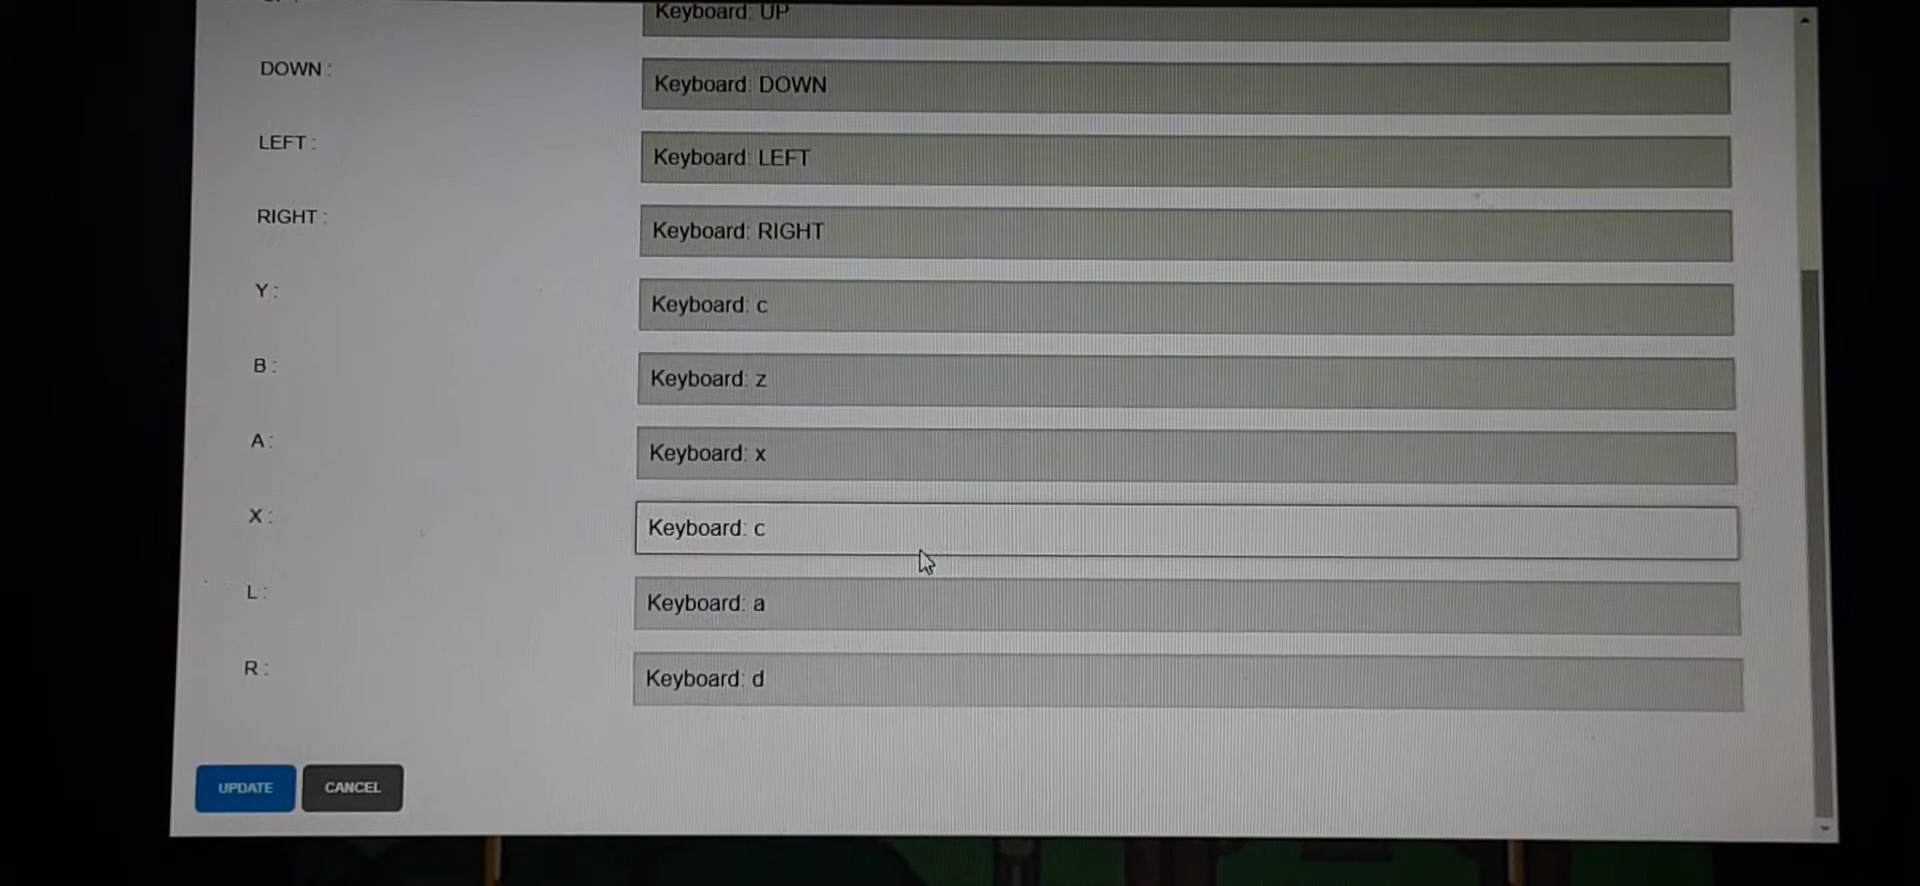 Keyboard: UP
DOWN : Keyboard: DOWN
LEFT : Keyboard: LEFT
RIGHT : Keyboard: RIGHT
Y : Keyboard: c
B : Keyboard: z
A : Keyboard: x
X : Keyboard: c
L : Keyboard: a
R : Keyboard: d
UPDATE CANCEL